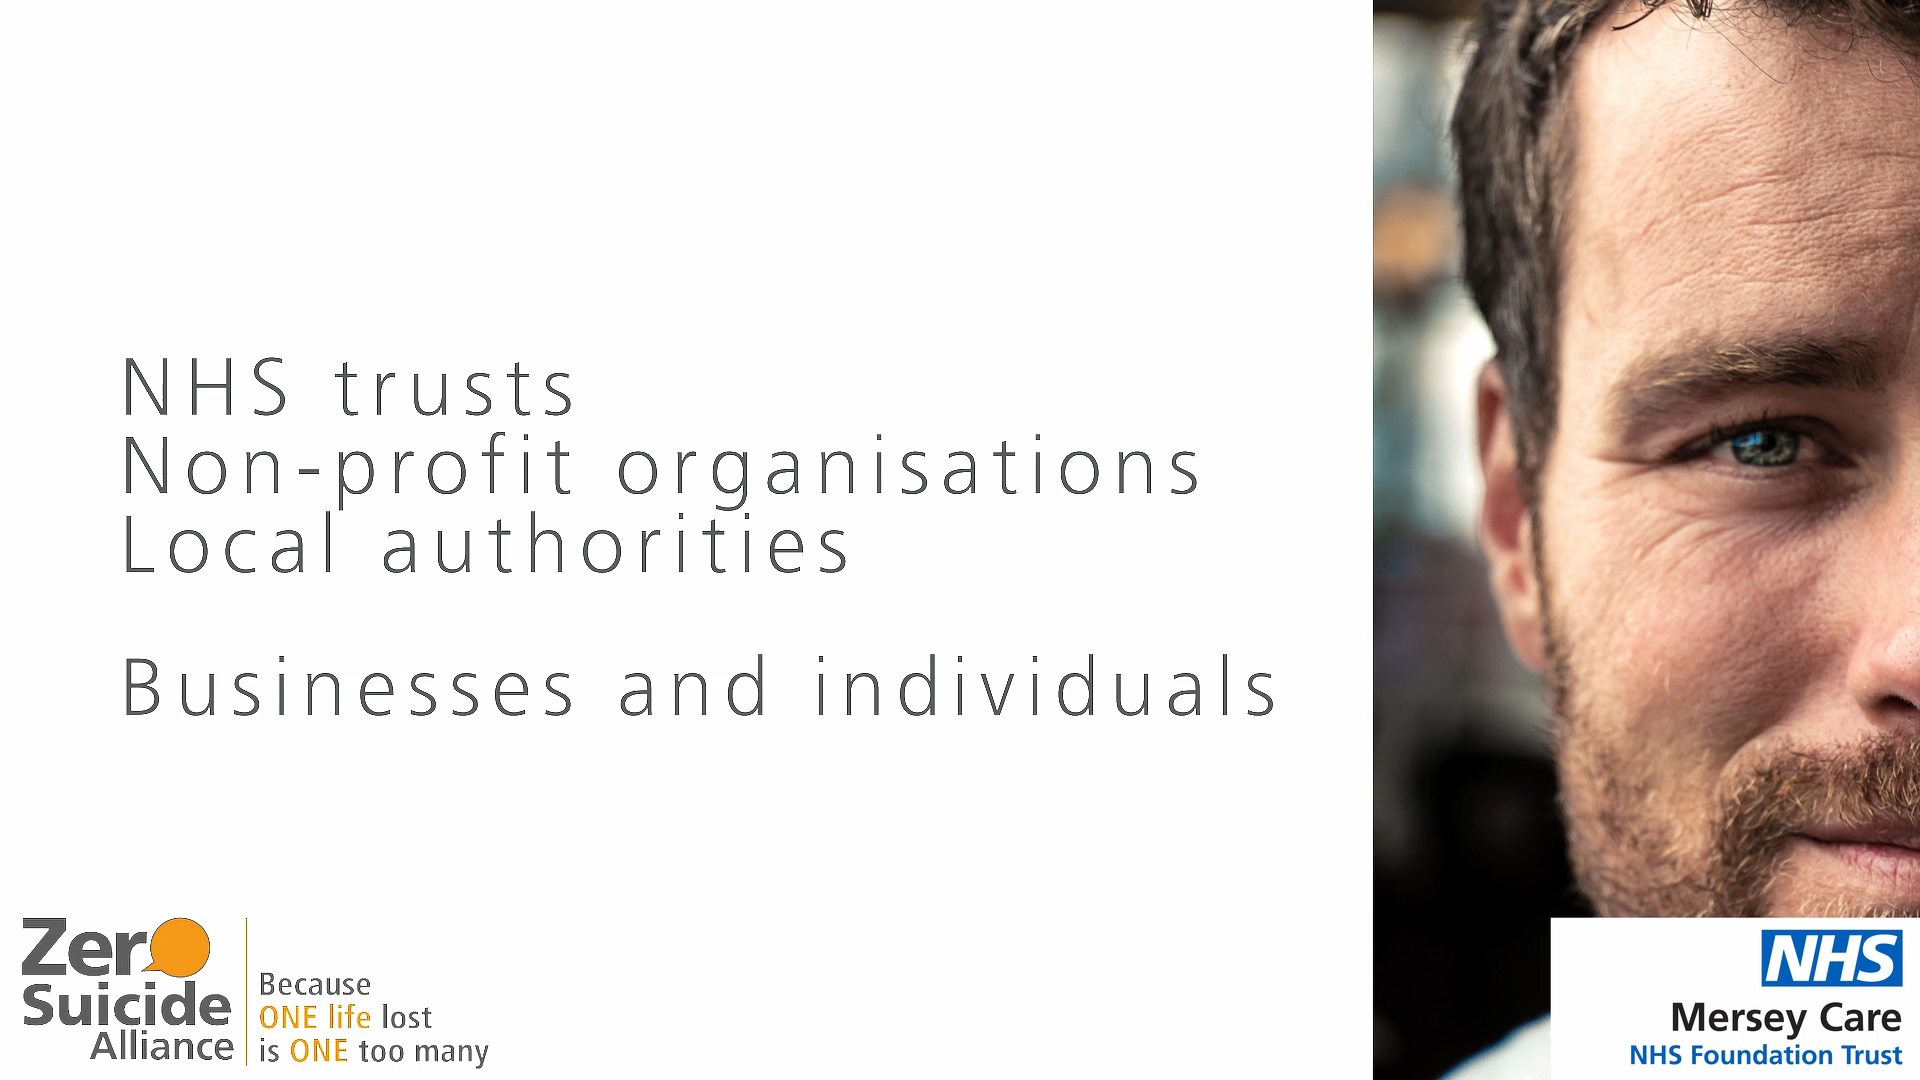 NHS trusts
Non-profit organisations
Local authorities
Businesses and individuals
Zero
Suicide
Alliance
Because
ONE life lost
is ONE too many
NHS
Mersey Care
NHS Foundation Trust